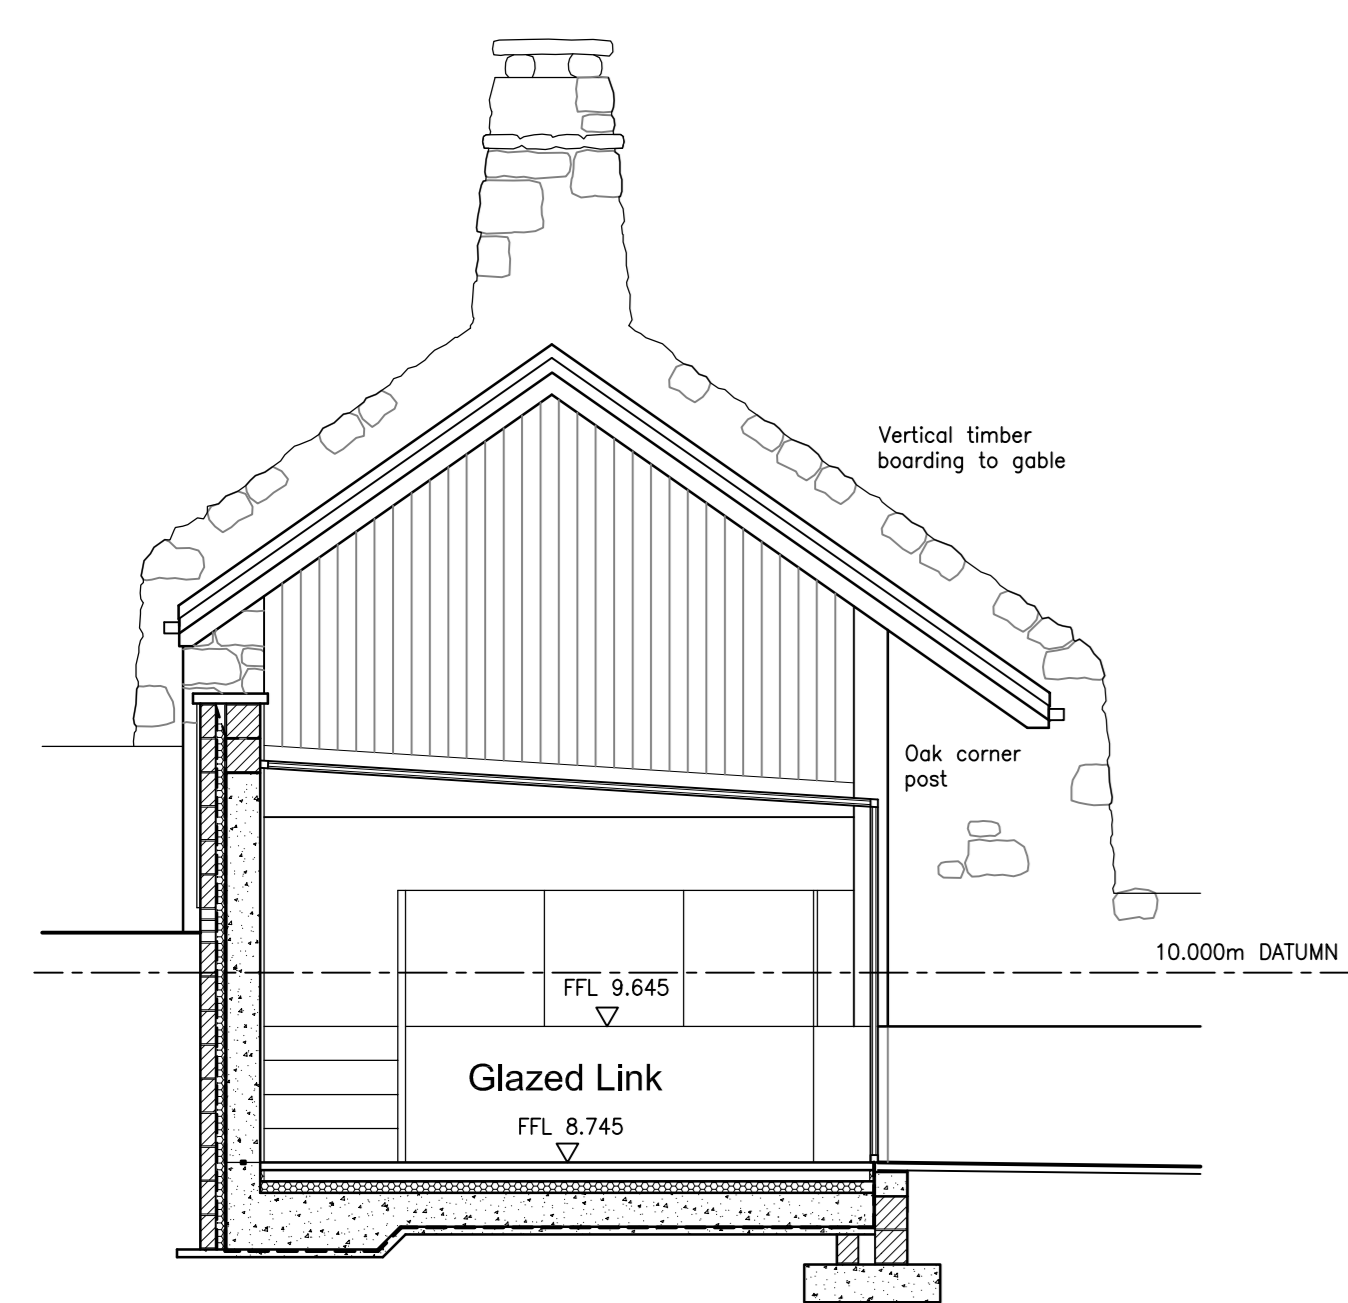 Vertical timber
boarding to gable
Oak corner
post
10.000m DATUMN
FFL 9.645
Glazed Link
FFL 8.745